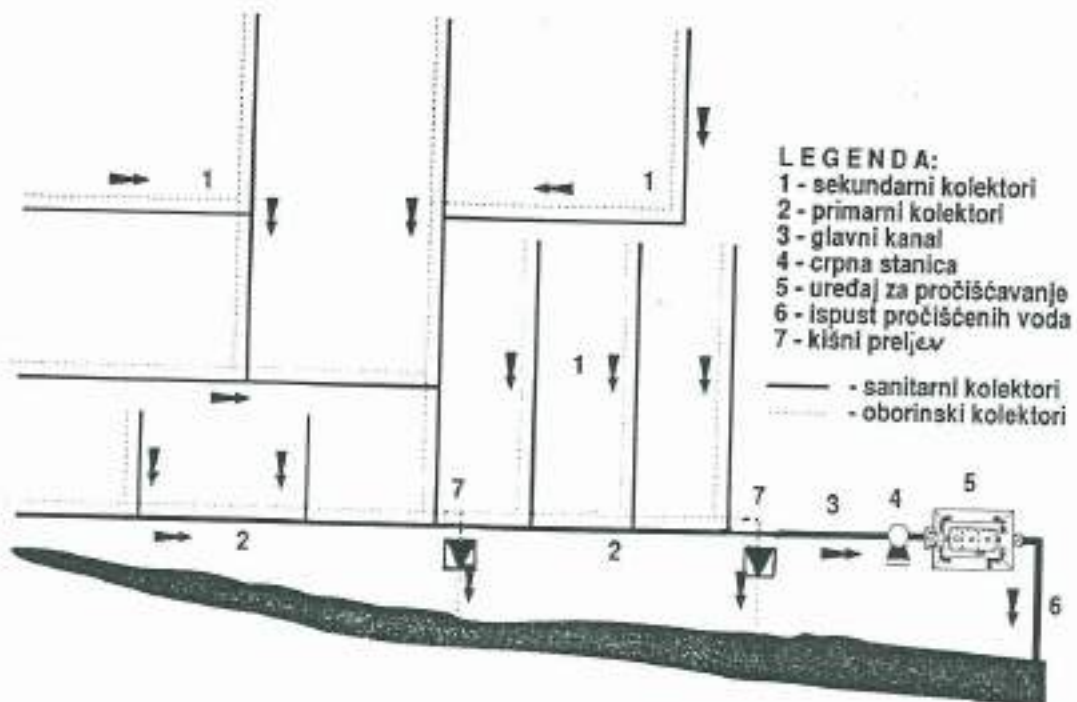 1
1
LEGENDA:
1 - sekundarni kolektori
2 - primarni kolektori
3 - glavni kanal
4 - crpna stanica
5 - uređaj za pročišćavanje
6 - ispust pročišćenih voda
7 - kišni preljev
- sanitarni kolektori
- oborinski kolektori
1
7
7
3
4
5
2
2
6